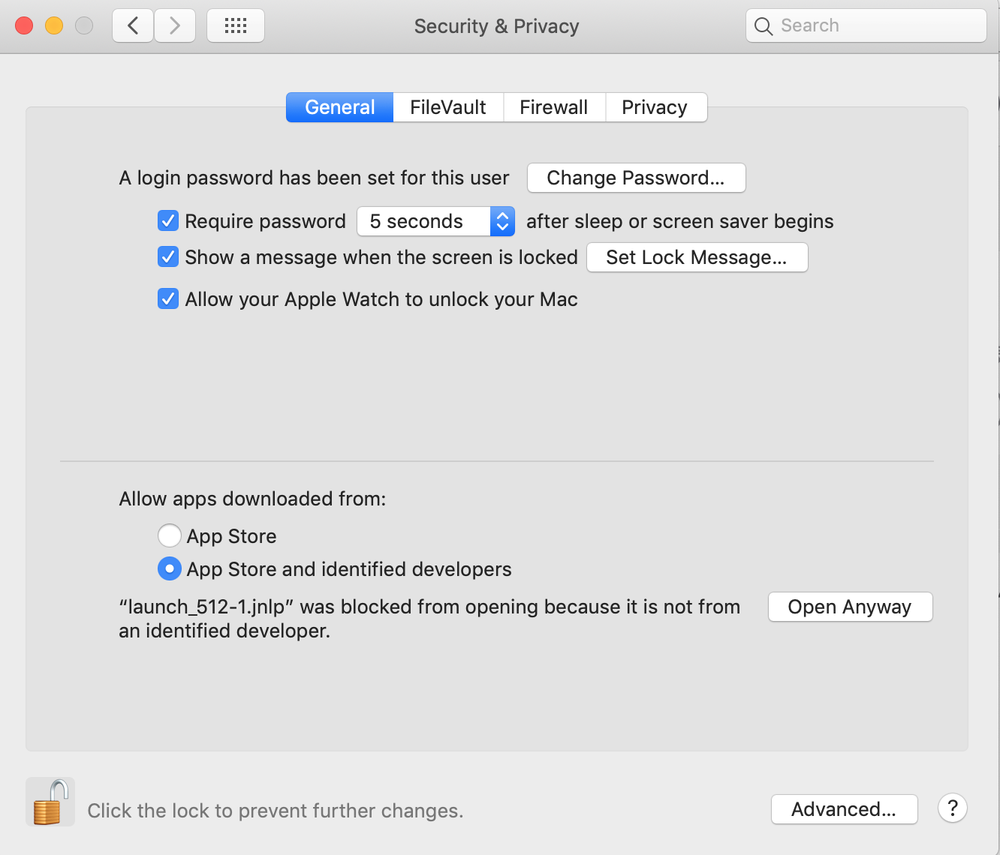 Security & Privacy
Search
General FileVault Firewall Privacy
A login password has been set for this user Change Password...
Require password 5 seconds after sleep or screen saver begins
Show a message when the screen is locked Set Lock Message...
Allow your Apple Watch to unlock your Mac
Allow apps downloaded from:
App Store
App Store and identified developers
“launch_512-1.jnlp” was blocked from opening because it is not from Open Anyway
an identified developer.
Click the lock to prevent further changes. Advanced... ?